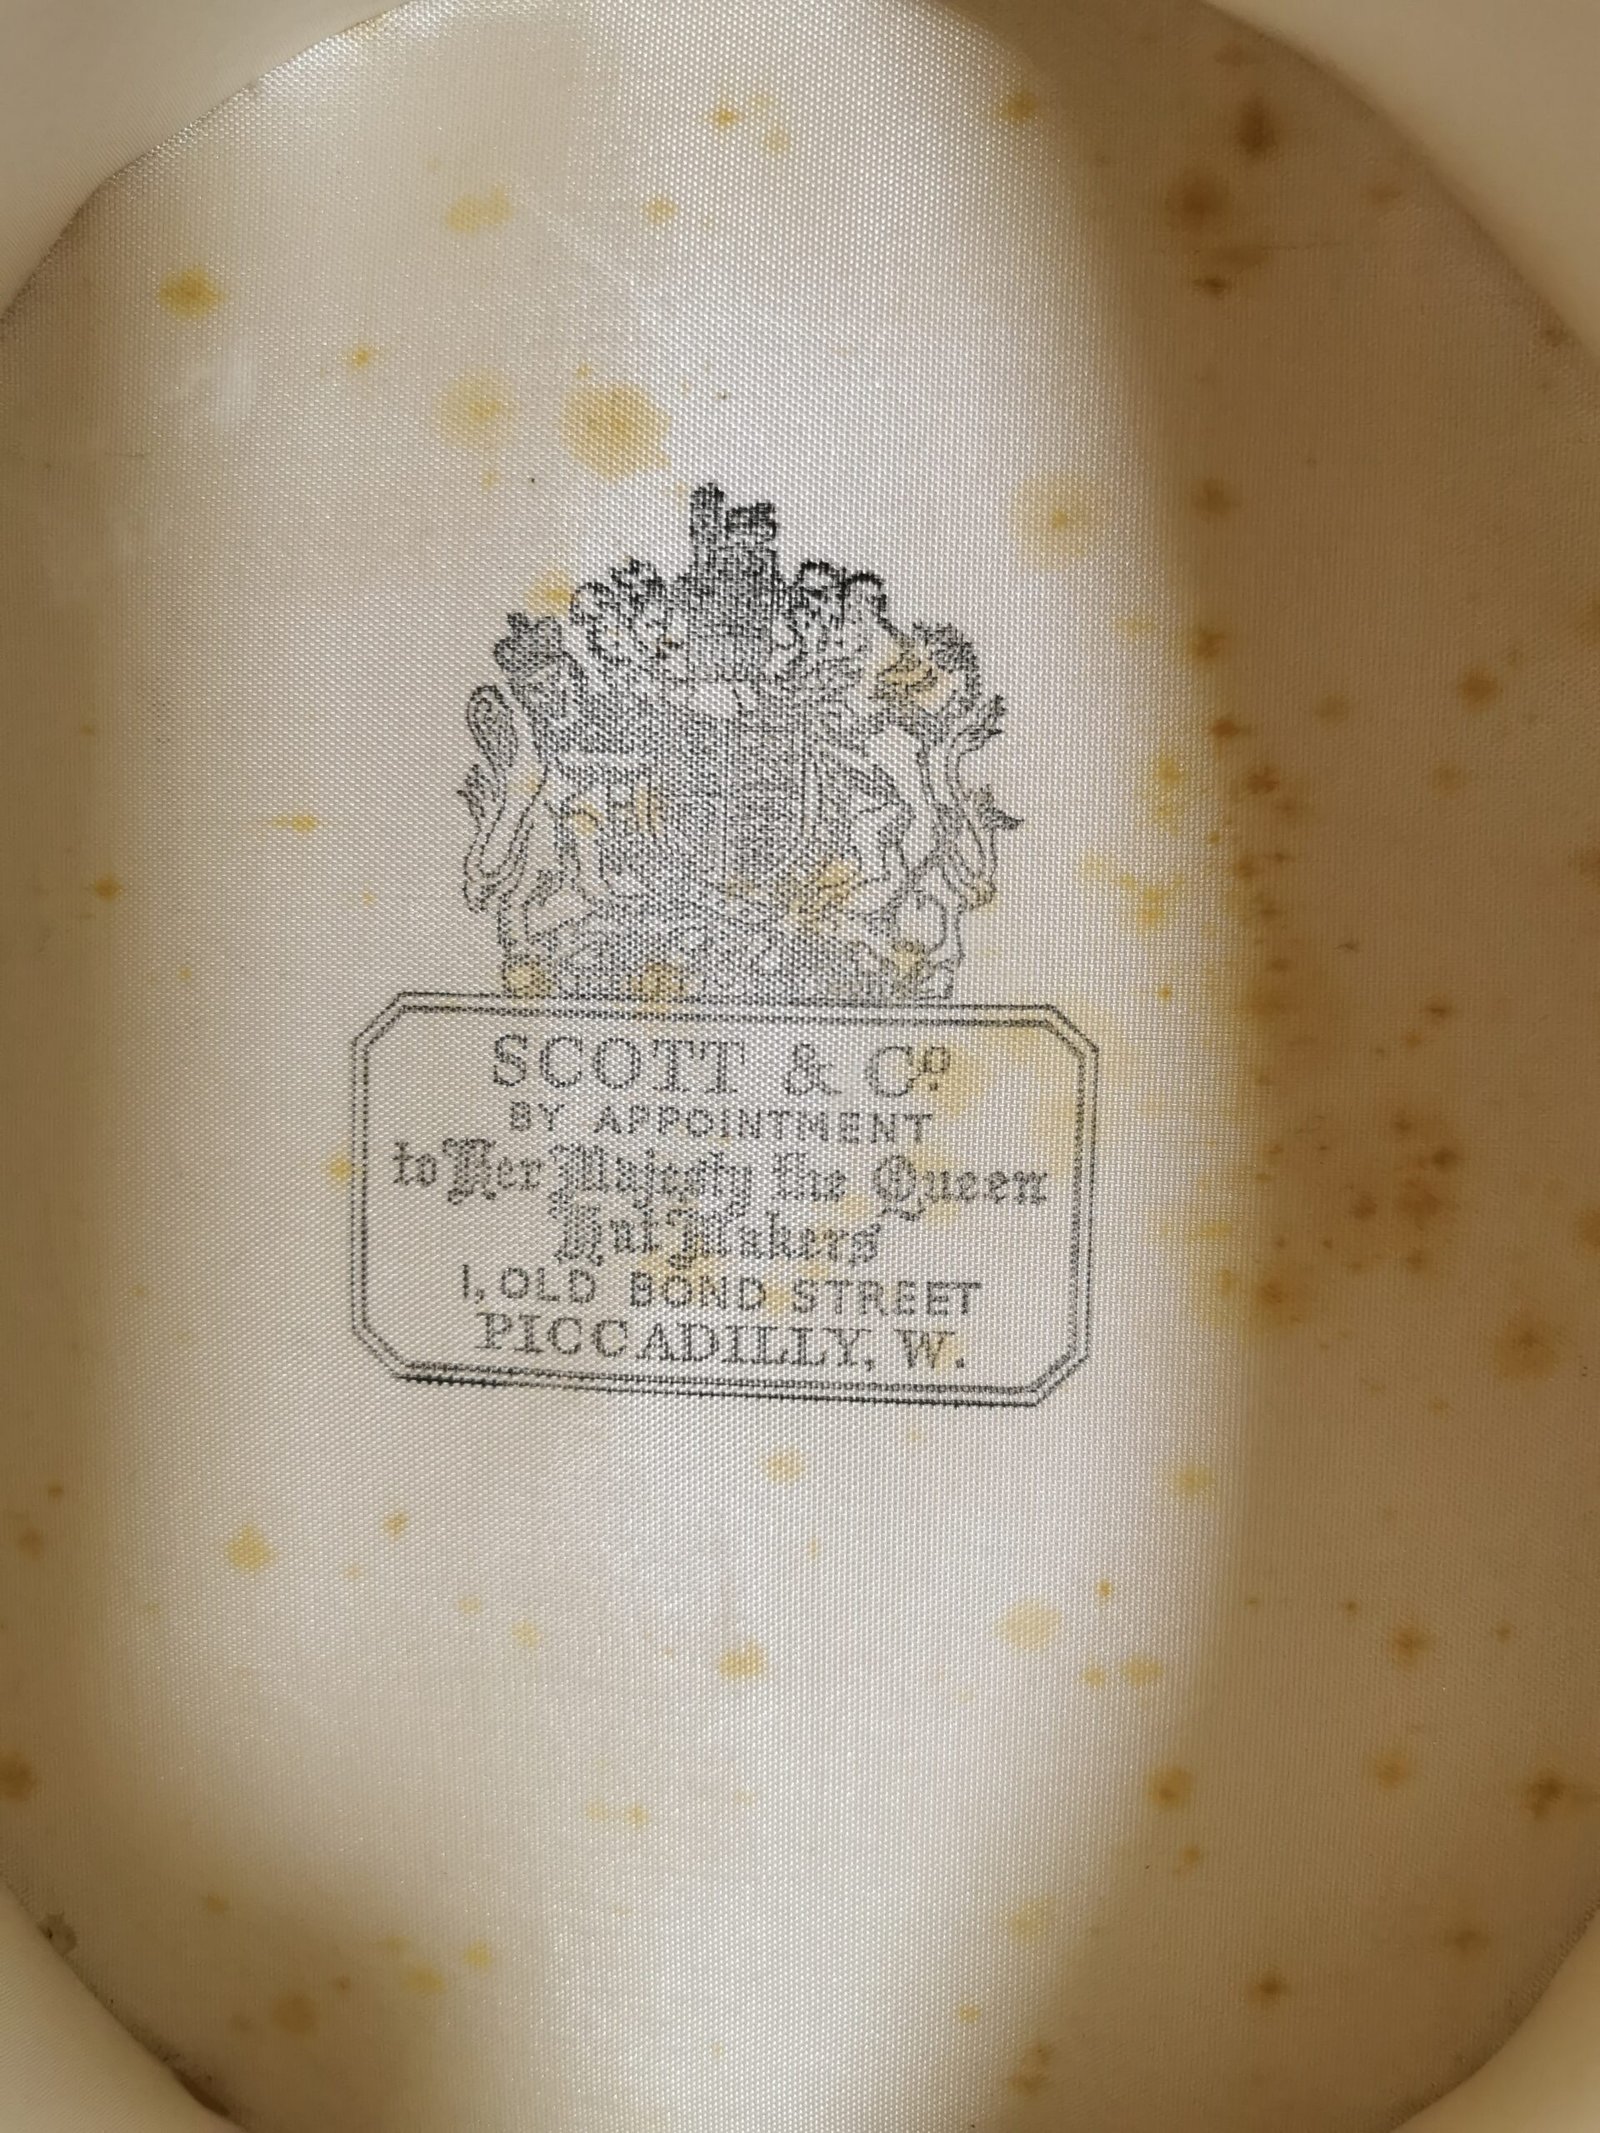 SCOTT & Co.
BY APPOINTMENT
to Her Majesty the Queen
Hat Makers
1, OLD BOND STREET
PICCADILLY, W.